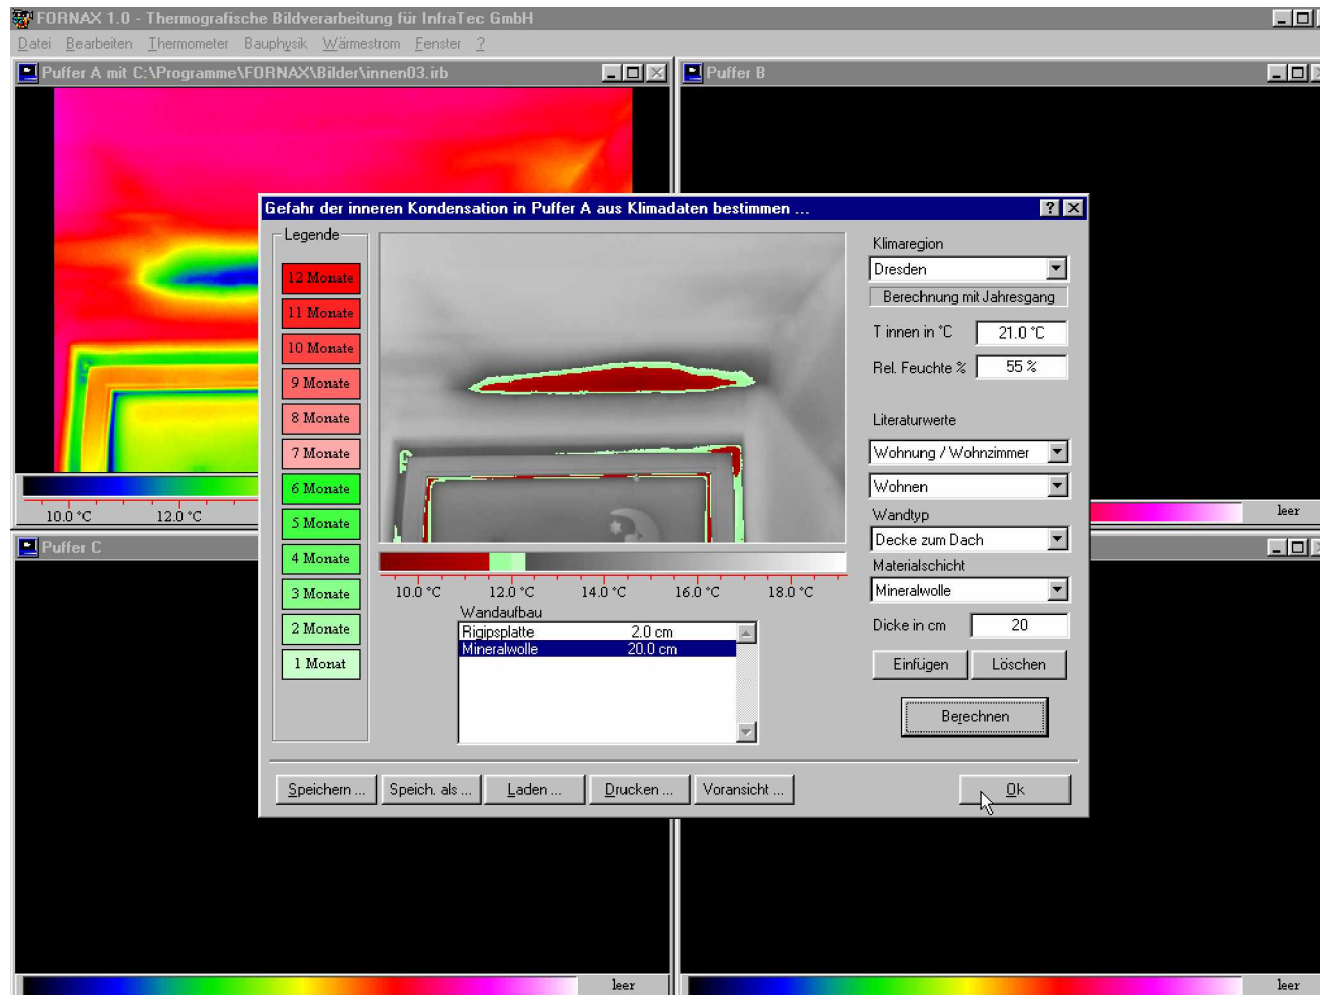 FORNAX 1.0 - Thermografische Bildverarbeitung für InfraTec GmbH
Datei Bearbeiten Thermometer Bauphysik Wärmestrom Fenster ?
Puffer A mit C:\Programme\FORNAX\Bilder\innen03.irb
Puffer B
10.0 °C 12.0 °C
leer
Gefahr der inneren Kondensation in Puffer A aus Klimadaten bestimmen ...
Legende
12 Monate
11 Monate
10 Monate
9 Monate
8 Monate
7 Monate
6 Monate
5 Monate
4 Monate
3 Monate
2 Monate
1 Monat
10.0 °C 12.0 °C 14.0 °C 16.0 °C 18.0 °C
Wandaufbau
Rigipsplatte 2.0 cm
Mineralwolle 20.0 cm
Klimaregion
Dresden
Berechnung mit Jahresgang
T innen in °C 21.0 °C
Rel. Feuchte % 55 %
Literaturwerte
Wohnung / Wohnzimmer
Wohnen
Wandtyp
Decke zum Dach
Materialschicht
Mineralwolle
Dicke in cm 20
Einfügen Löschen
Berechnen
Speichern ... Speich. als ... Laden ... Drucken ... Voransicht ... Ok
Puffer C
leer
leer